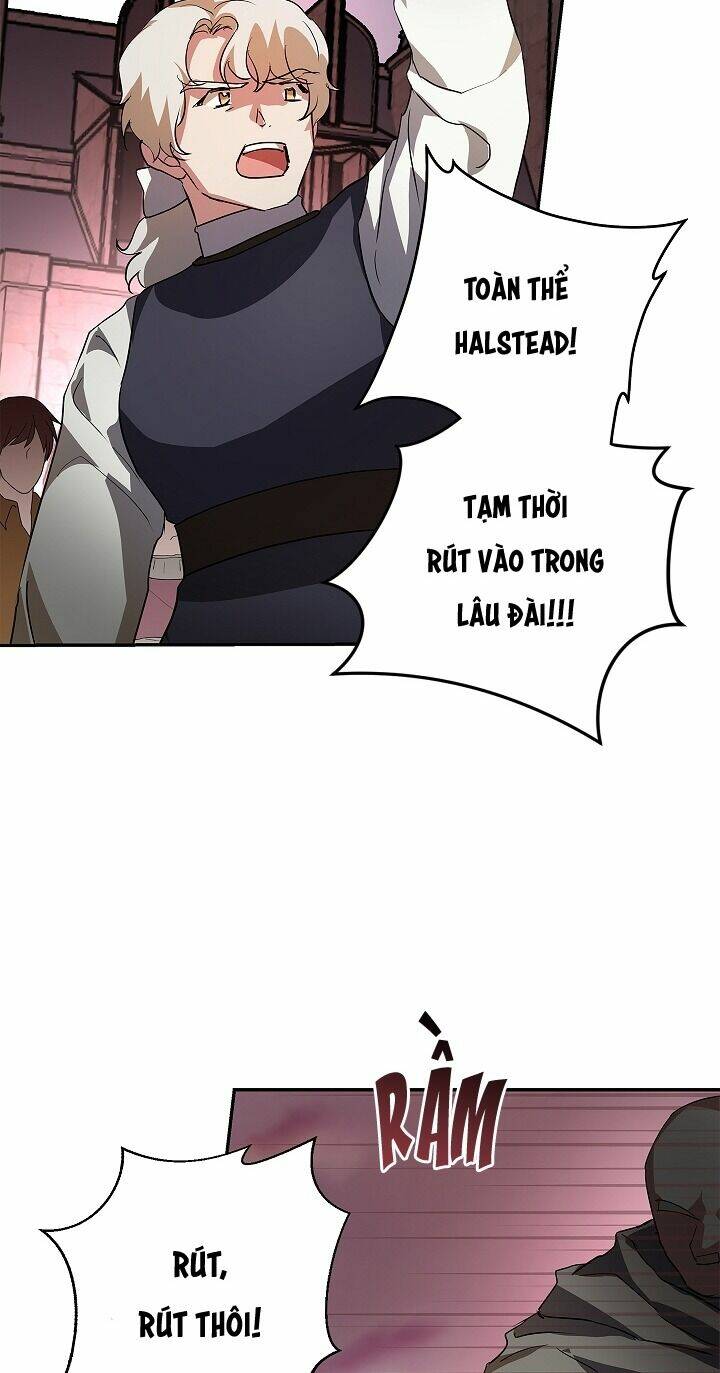 TOÀN THỂ
HALSTEAD!
TẠM THỜI
RÚT VÀO TRONG
LÂU ĐÀI!!!
RẦM
RÚT,
RÚT THÔI!